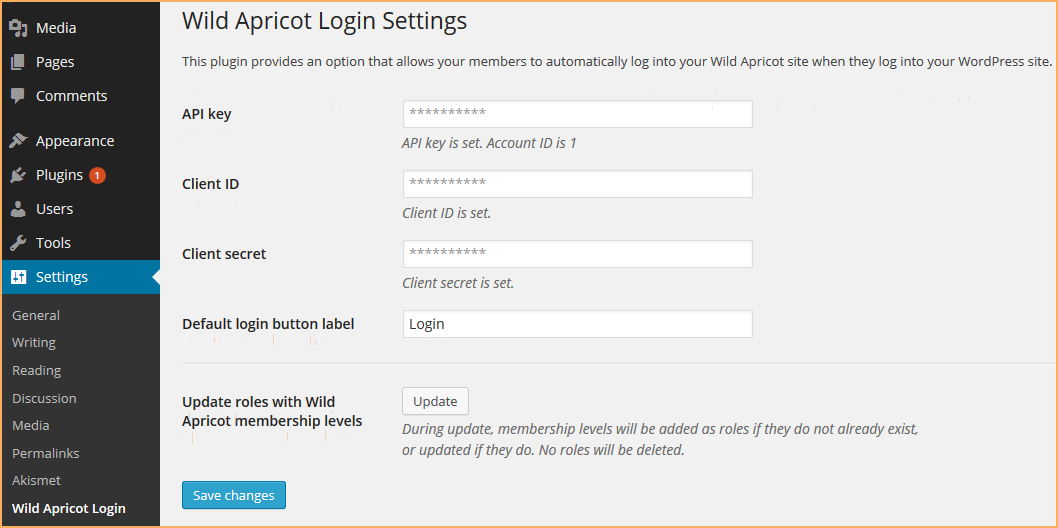 Media
Pages
Comments
Appearance
Plugins 1
Users
Tools
Settings
General
Writing
Reading
Discussion
Media
Permalinks
Akismet
Wild Apricot Login
Wild Apricot Login Settings
This plugin provides an option that allows your members to automatically log into your Wild Apricot site when they log into your WordPress site.
API key
**********
API key is set. Account ID is 1
Client ID
**********
Client ID is set.
Client secret
**********
Client secret is set.
Default login button label
Login
Update roles with Wild
Apricot membership levels
Update
During update, membership levels will be added as roles if they do not already exist,
or updated if they do. No roles will be deleted.
Save changes